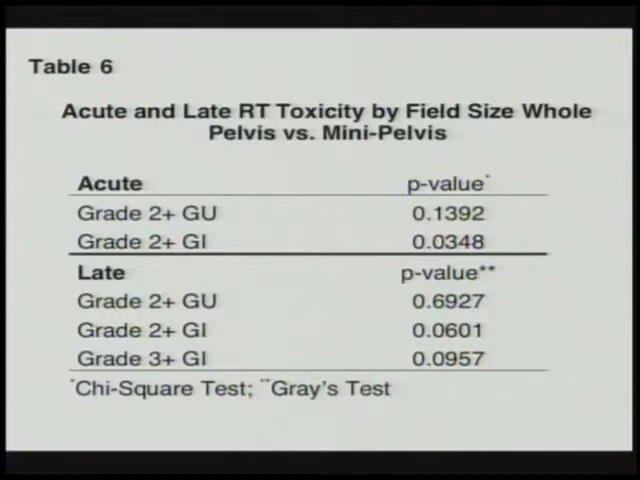 Table 6
Acute and Late RT Toxicity by Field Size Whole
Pelvis vs. Mini-Pelvis
Acute p-value*
Grade 2+ GU 0.1392
Grade 2+ GI 0.0348
Late p-value**
Grade 2+ GU 0.6927
Grade 2+ GI 0.0601
Grade 3+ GI 0.0957
*Chi-Square Test; **Gray's Test